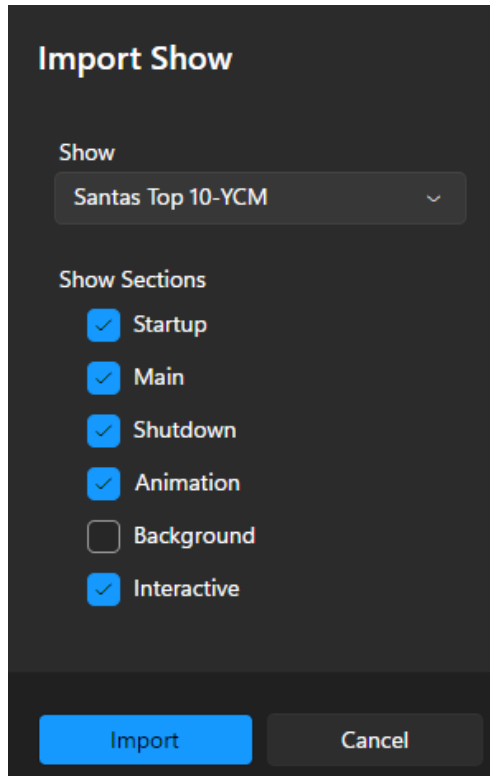 Import Show
Show
Santas Top 10-YCM
Show Sections
Startup
Main
Shutdown
Animation
Background
Interactive
Import
Cancel